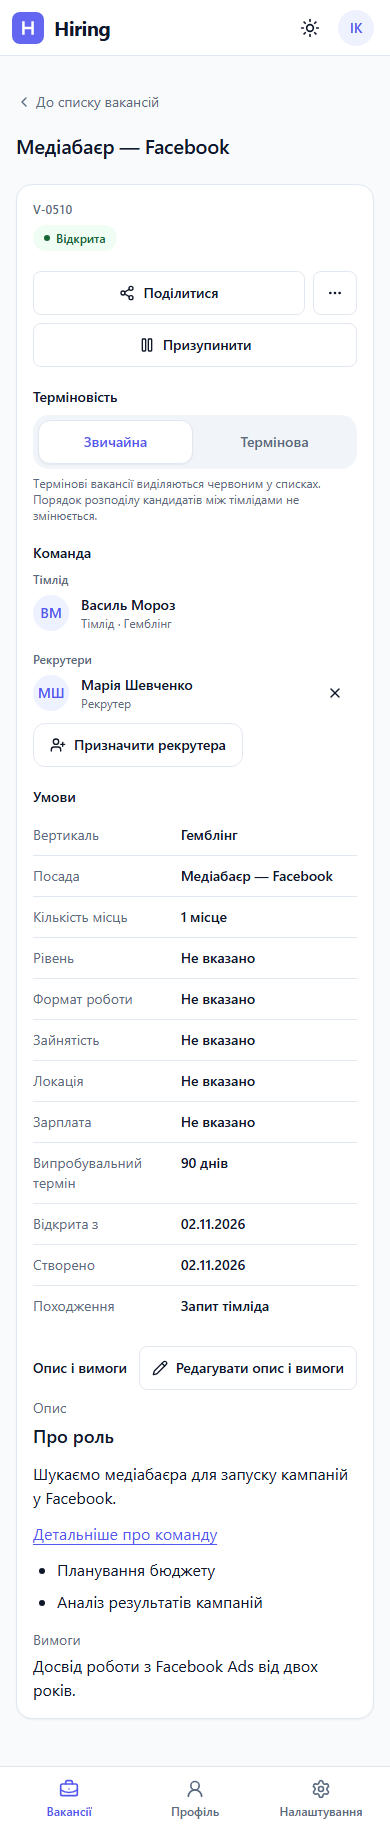 H Hiring
ІК
До списку вакансій
Медіабаєр — Facebook
V-0510
Відкрита
Поділитися
Призупинити
Терміновість
Звичайна Термінова
Термінові вакансії виділяються червоним у списках.
Порядок розподілу кандидатів між тімлідами не
змінюється.
Команда
Тімлід
ВМ Василь Мороз
Тімлід · Гемблінг
Рекрутери
МШ Марія Шевченко
Рекрутер
Призначити рекрутера
Умови
Вертикаль Гемблінг
Посада Медіабаєр — Facebook
Кількість місць 1 місце
Рівень Не вказано
Формат роботи Не вказано
Зайнятість Не вказано
Локація Не вказано
Зарплата Не вказано
Випробувальний 90 днів
термін
Відкрита з 02.11.2026
Створено 02.11.2026
Походження Запит тімліда
Опис і вимоги Редагувати опис і вимоги
Опис
Про роль
Шукаємо медіабаєра для запуску кампаній
у Facebook.
Детальніше про команду
• Планування бюджету
• Аналіз результатів кампаній
Вимоги
Досвід роботи з Facebook Ads від двох
років.
Вакансії Профіль Налаштування